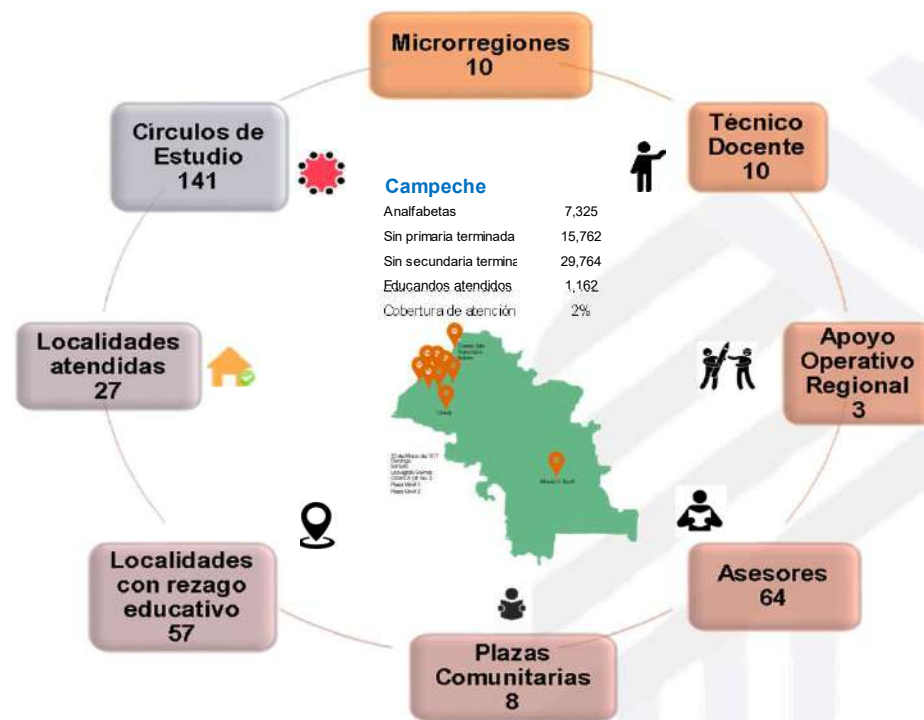 Microrregiones
10
Técnico
Docente
10
Apoyo
Operativo
Regional
3
Asesores
64
Plazas
Comunitarias
8
Localidades
con rezago
educativo
57
Localidades
atendidas
27
Círculos de
Estudio
141
Campeche
Analfabetas 7,325
Sin primaria terminada 15,762
Sin secundaria termina 29,764
Educandos atendidos 1,162
Cobertura de atención 2%